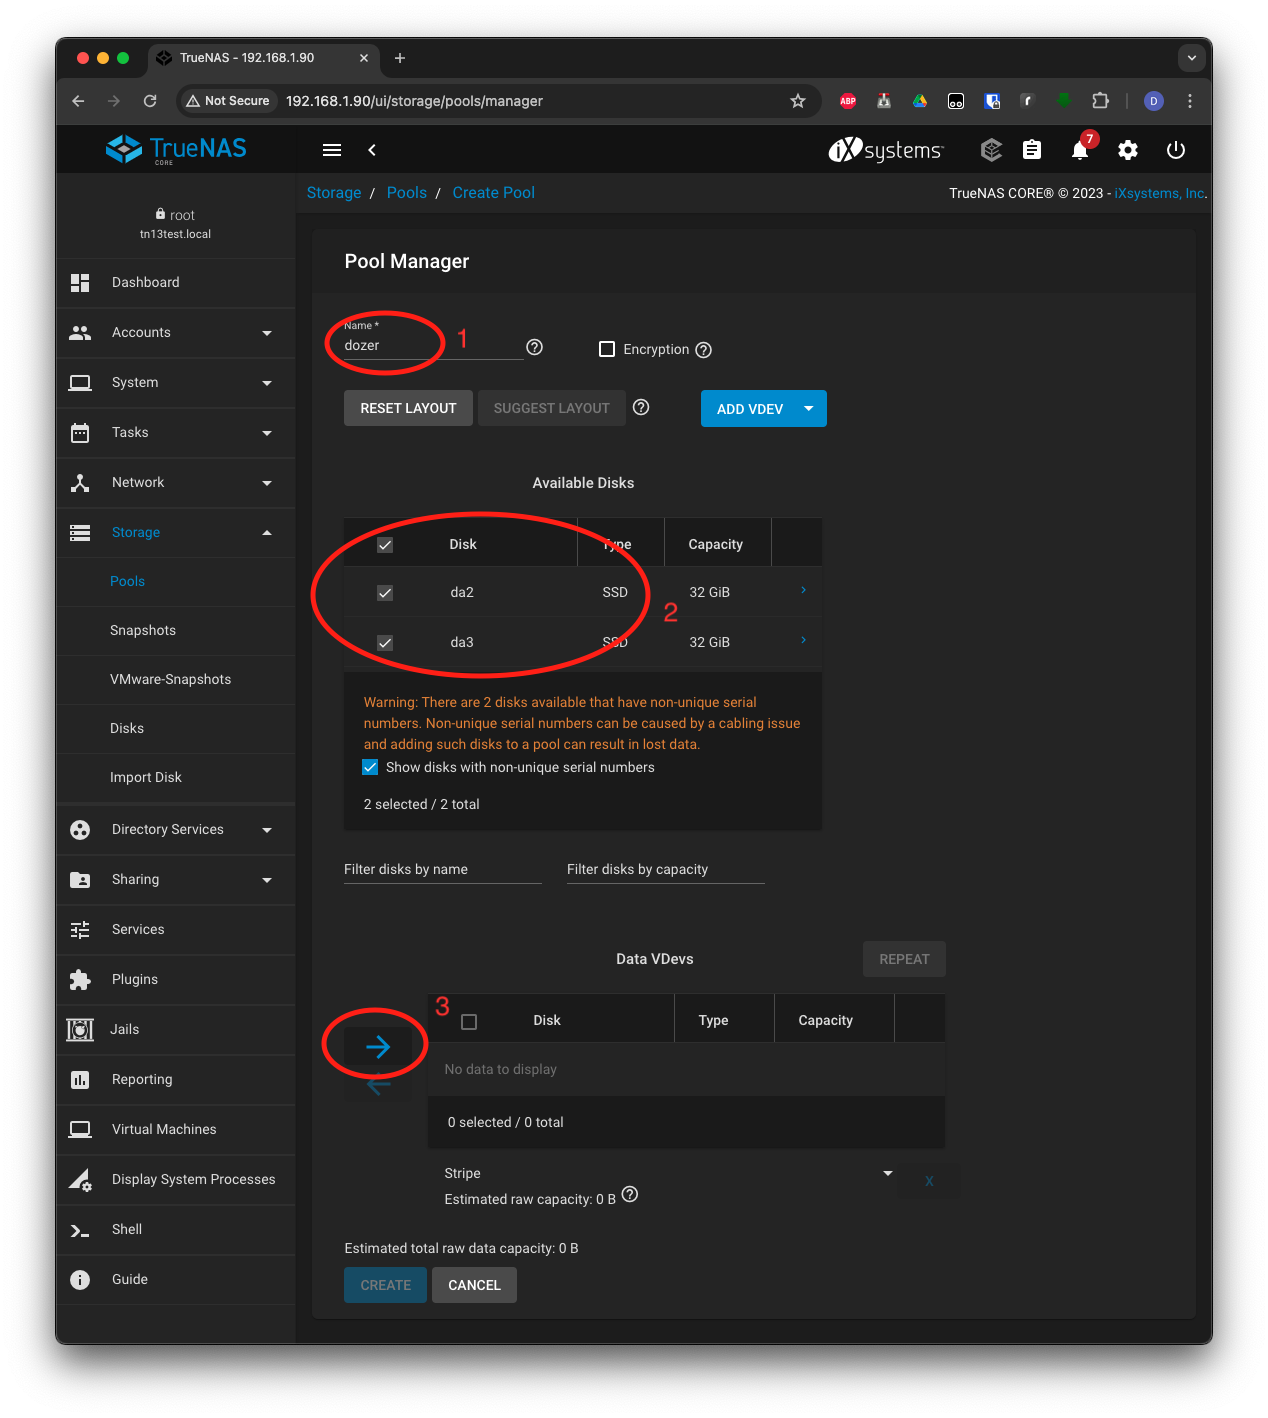 TrueNAS - 192.168.1.90
Not Secure 192.168.1.90/ui/storage/pools/manager
ABP
D
TrueNAS
CORE
iXsystems
7
root
tn13test.local
Storage / Pools / Create Pool
TrueNAS CORE® © 2023 - iXsystems, Inc.
Dashboard
Accounts
System
Tasks
Network
Storage
Pools
Snapshots
VMware-Snapshots
Disks
Import Disk
Directory Services
Sharing
Services
Plugins
Jails
Reporting
Virtual Machines
Display System Processes
Shell
Guide
Pool Manager
Name *
dozer
1
Encryption
RESET LAYOUT
SUGGEST LAYOUT
ADD VDEV
Available Disks
Disk Type Capacity
da2 SSD 32 GiB
2
da3 SSD 32 GiB
Warning: There are 2 disks available that have non-unique serial
numbers. Non-unique serial numbers can be caused by a cabling issue
and adding such disks to a pool can result in lost data.
Show disks with non-unique serial numbers
2 selected / 2 total
Filter disks by name
Filter disks by capacity
Data VDevs
REPEAT
3
Disk Type Capacity
No data to display
0 selected / 0 total
Stripe
X
Estimated raw capacity: 0 B
Estimated total raw data capacity: 0 B
CREATE
CANCEL